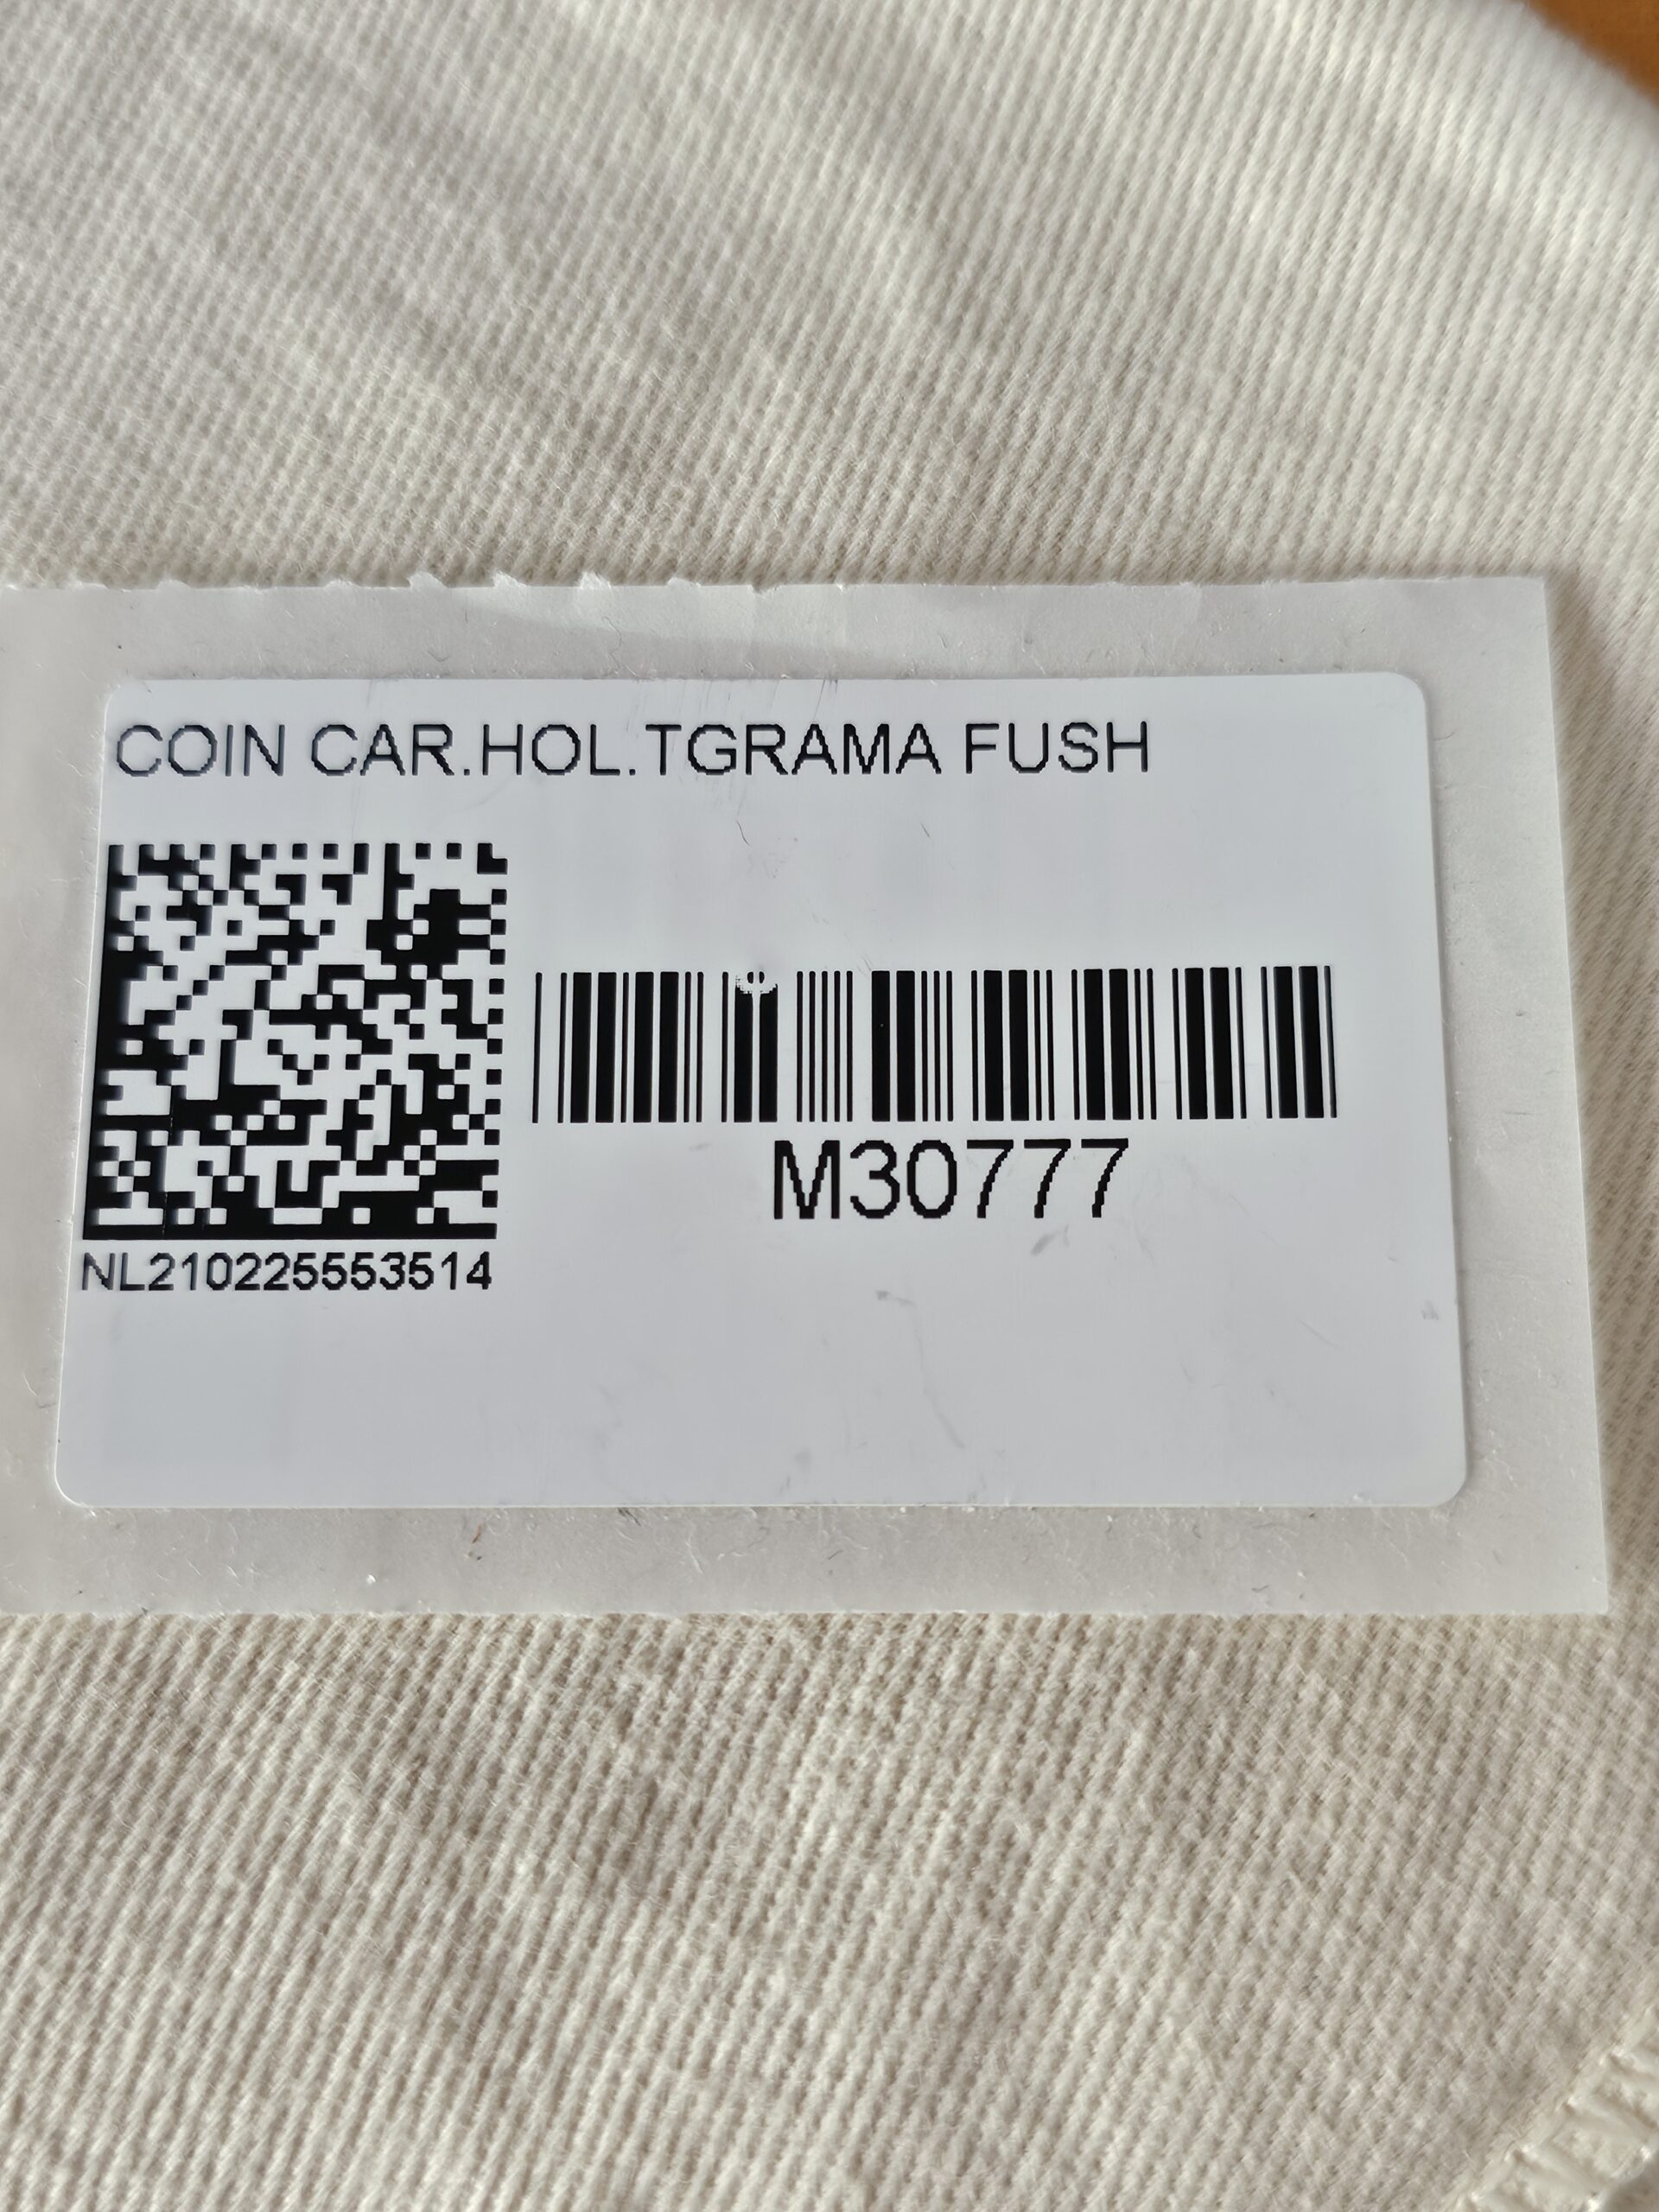 COIN CAR.HOL.TGRAMA FUSH
M30777
NL210225553514